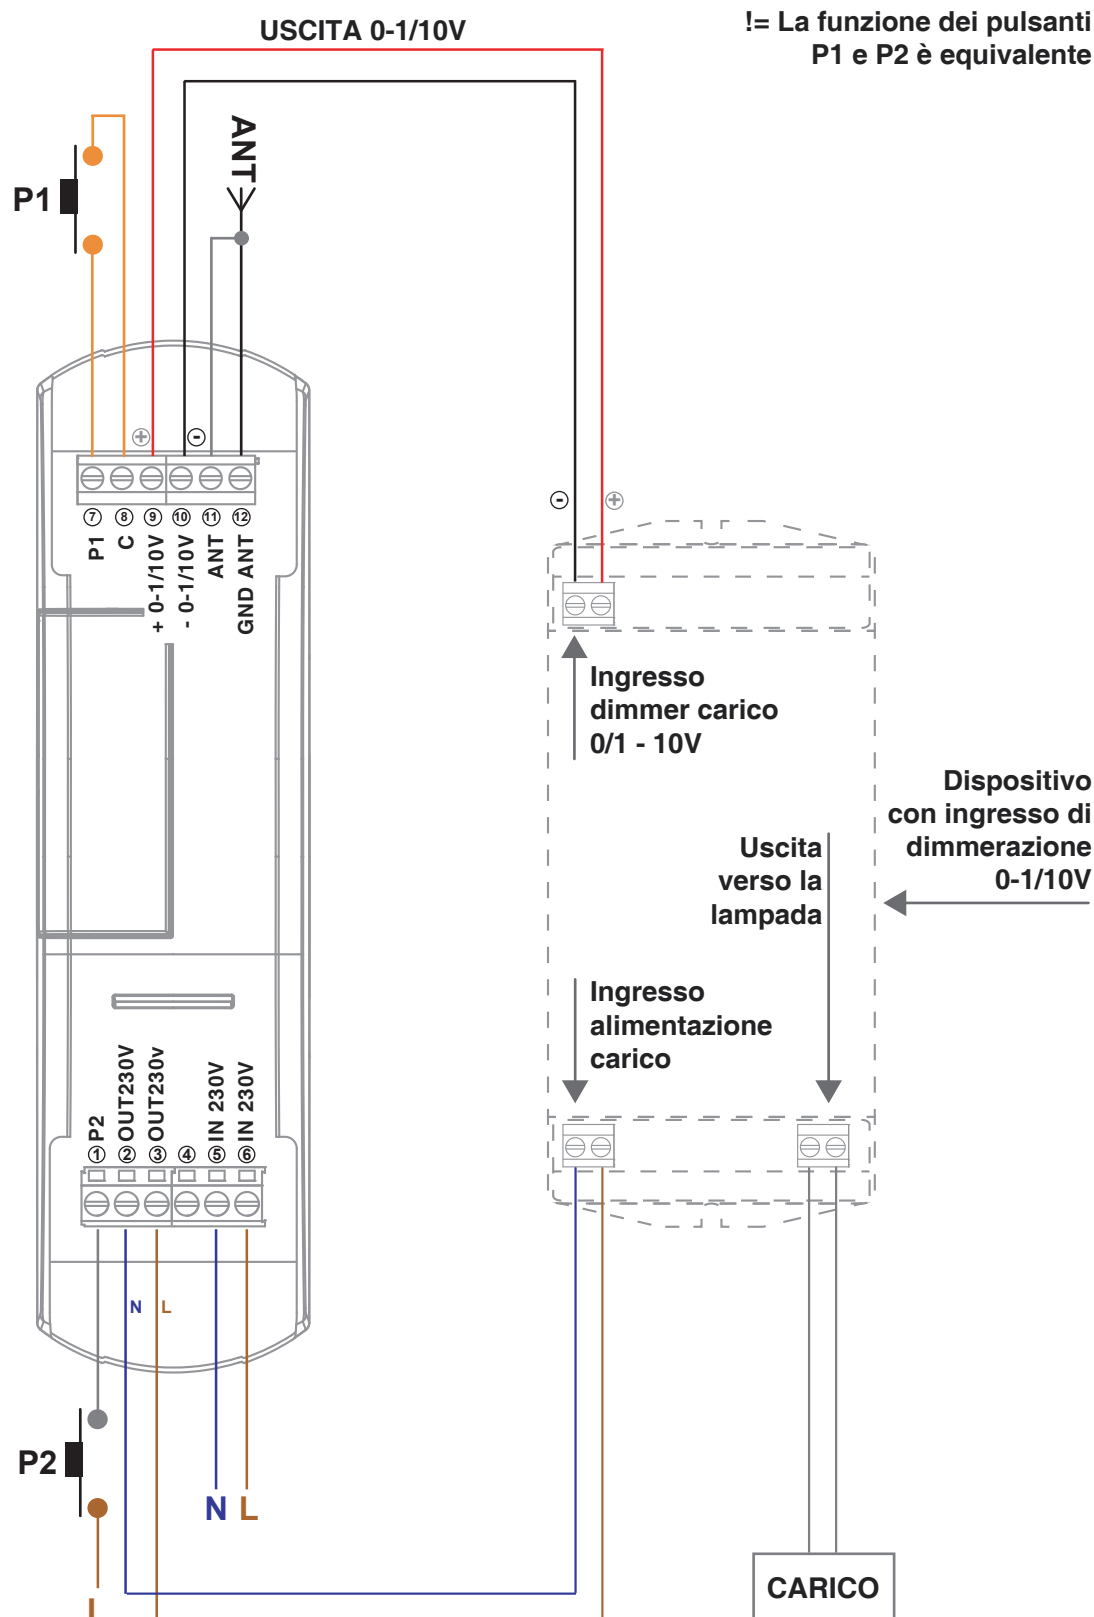 USCITA 0-1/10V
!= La funzione dei pulsanti
P1 e P2 è equivalente
ANT
P1
+
-
7 8 9 10 11 12
P1
C
+ 0-1/10V
- 0-1/10V
ANT
GND ANT
-
+
Ingresso
dimmer carico
0/1 - 10V
Dispositivo
con ingresso di
dimmerazione
0-1/10V
Uscita
verso la
lampada
Ingresso
alimentazione
carico
P2
OUT230V
OUT230v
IN 230V
IN 230V
1 2 3 4 5 6
N L
P2
N L
L
CARICO